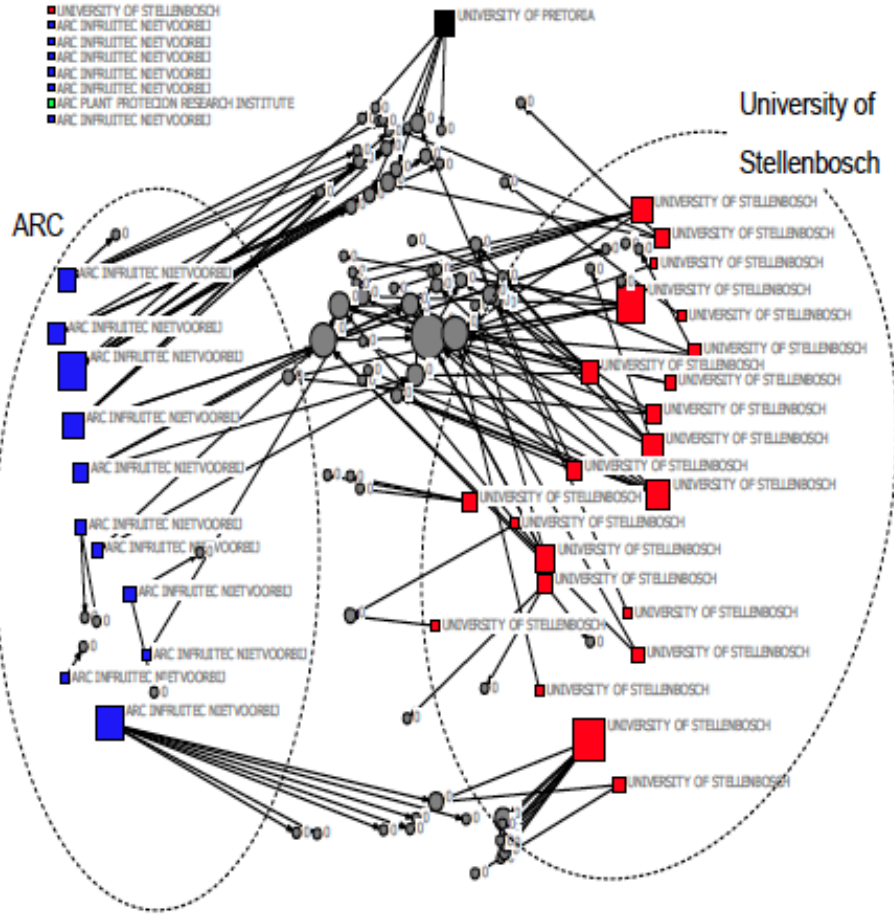 UNIVERSITY OF STELLENBOSCH
ARC INFRUITEC NIETVOORBIJ
ARC INFRUITEC NIETVOORBIJ
ARC INFRUITEC NIETVOORBIJ
ARC INFRUITEC NIETVOORBIJ
ARC INFRUITEC NIETVOORBIJ
ARC PLANT PROTECION RESEARCH INSTITUTE
ARC INFRUITEC NIETVOORBIJ
UNIVERSITY OF PRETORIA
University of
Stellenbosch
ARC
UNIVERSITY OF STELLENBOSCH
UNIVERSITY OF STELLENBOSCH
UNIVERSITY OF STELLENBOSCH
ARC INFRUITEC NIETVOORBIJ
UNIVERSITY OF STELLENBOSCH
UNIVERSITY OF STELLENBOSCH
ARC INFRUITEC NIETVOORBIJ
UNIVERSITY OF STELLENBOSCH
ARC INFRUITEC NIETVOORBIJ
UNIVERSITY OF STELLENBOSCH
UNIVERSITY OF STELLENBOSCH
UNIVERSITY OF STELLENBOSCH
ARC INFRUITEC NIETVOORBIJ
UNIVERSITY OF STELLENBOSCH
ARC INFRUITEC NIETVOORBIJ
UNIVERSITY OF STELLENBOSCH
UNIVERSITY OF STELLENBOSCH
UNIVERSITY OF STELLENBOSCH
ARC INFRUITEC NIETVOORBIJ
UNIVERSITY OF STELLENBOSCH
ARC INFRUITEC NIETVOORBIJ
UNIVERSITY OF STELLENBOSCH
UNIVERSITY OF STELLENBOSCH
ARC INFRUITEC NIETVOORBIJ
UNIVERSITY OF STELLENBOSCH
UNIVERSITY OF STELLENBOSCH
ARC INFRUITEC NIETVOORBIJ
UNIVERSITY OF STELLENBOSCH
ARC INFRUITEC NIETVOORBIJ
UNIVERSITY OF STELLENBOSCH
ARC INFRUITEC NIETVOORBIJ
UNIVERSITY OF STELLENBOSCH
UNIVERSITY OF STELLENBOSCH